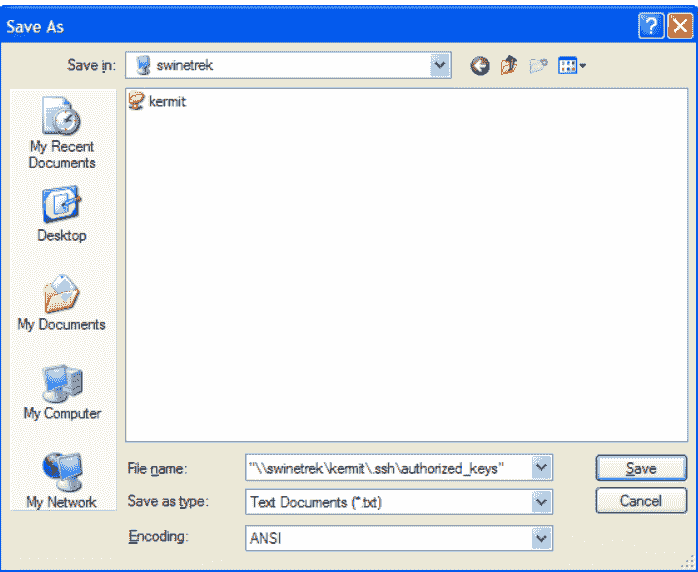 Save As
Save in: swinetrek
kermit
My Recent
Documents
Desktop
My Documents
My Computer
My Network
File name: "\\swinetrek\kermit\.ssh\authorized_keys" Save
Save as type: Text Documents (*.txt) Cancel
Encoding: ANSI